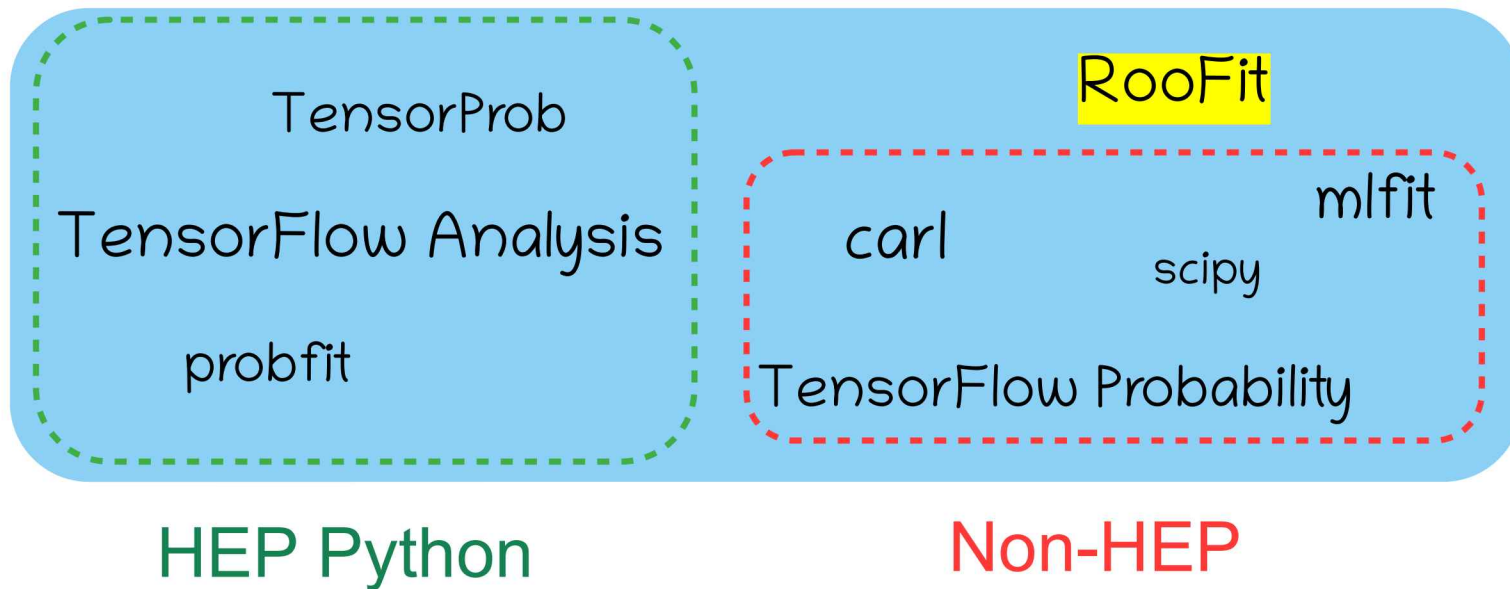 TensorProb
TensorFlow Analysis
probfit
RooFit
mlfit
carl
scipy
TensorFlow Probability
HEP Python
Non-HEP